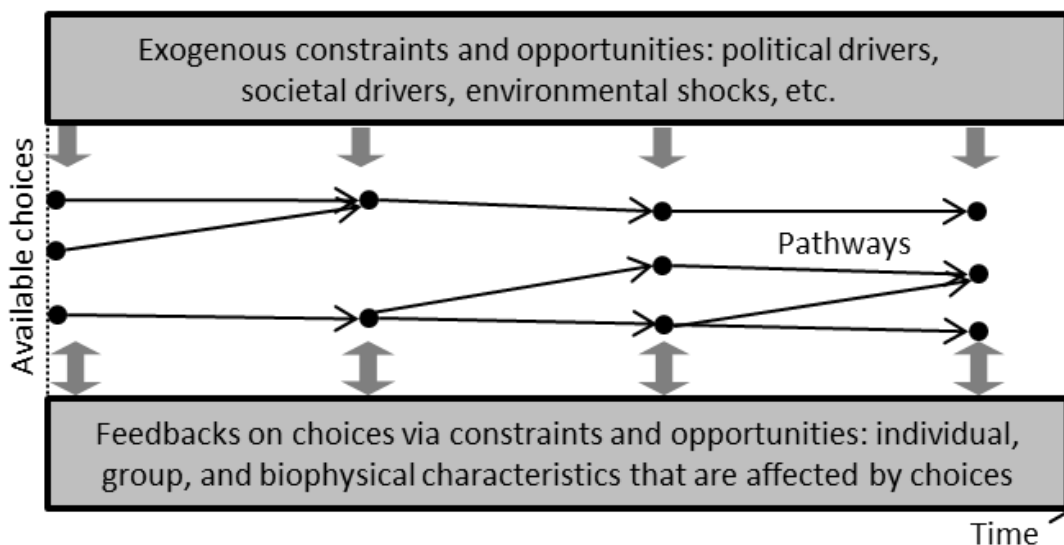 Exogenous constraints and opportunities: political drivers,
societal drivers, environmental shocks, etc.
Available choices
Pathways
Feedbacks on choices via constraints and opportunities: individual,
group, and biophysical characteristics that are affected by choices
Time